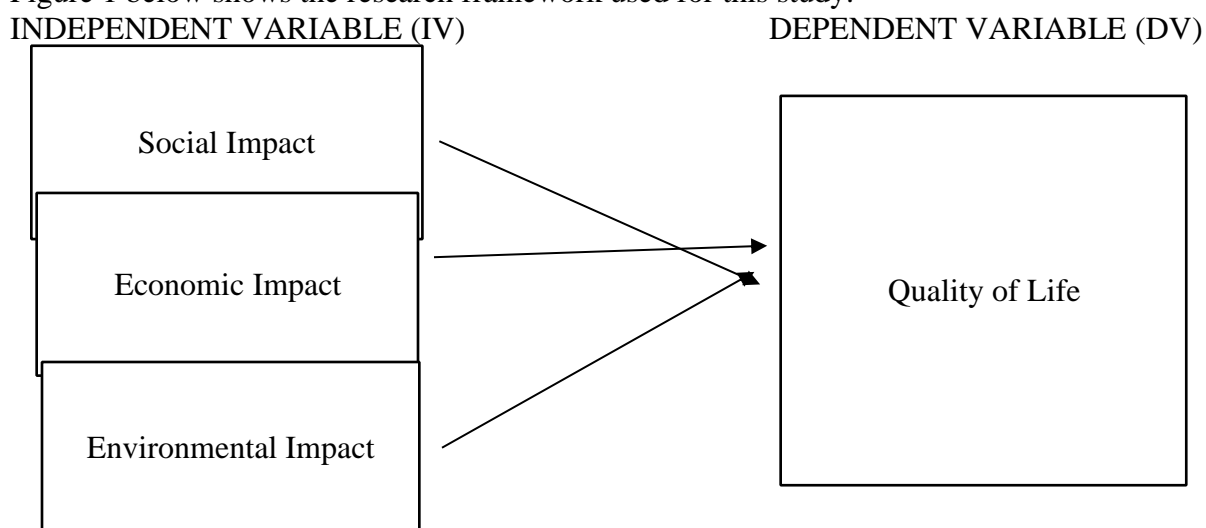 Figure 1 below shows the research framework used for this study.
INDEPENDENT VARIABLE (IV) DEPENDENT VARIABLE (DV)
Social Impact
Economic Impact
Quality of Life
Environmental Impact